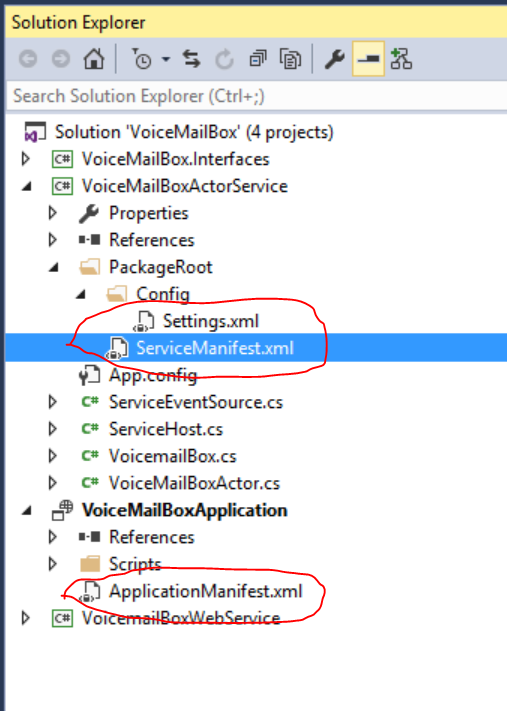 Solution Explorer
Search Solution Explorer (Ctrl+;)
Solution 'VoiceMailBox' (4 projects)
C# VoiceMailBox.Interfaces
C# VoiceMailBoxActorService
Properties
References
PackageRoot
Config
Settings.xml
ServiceManifest.xml
App.config
C# ServiceEventSource.cs
C# ServiceHost.cs
C# VoicemailBox.cs
C# VoiceMailBoxActor.cs
VoiceMailBoxApplication
References
Scripts
ApplicationManifest.xml
C# VoicemailBoxWebService